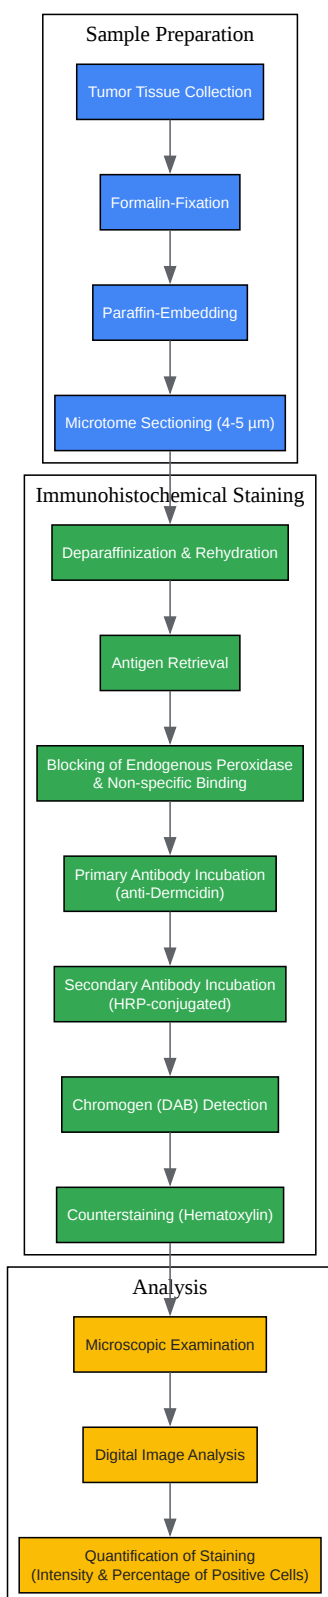 Sample Preparation
Tumor Tissue Collection
Formalin-Fixation
Paraffin-Embedding
Microtome Sectioning (4-5 µm)
Immunohistochemical Staining
Deparaffinization & Rehydration
Antigen Retrieval
Blocking of Endogenous Peroxidase
& Non-specific Binding
Primary Antibody Incubation
(anti-Dermcidin)
Secondary Antibody Incubation
(HRP-conjugated)
Chromogen (DAB) Detection
Counterstaining (Hematoxylin)
Analysis
Microscopic Examination
Digital Image Analysis
Quantification of Staining
(Intensity & Percentage of Positive Cells)